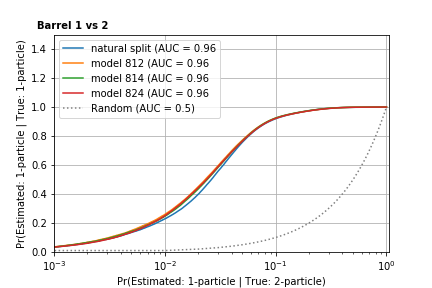 Barrel 1 vs 2
Pr(Estimated: 1-particle | True: 1-particle)
1.4
1.2
1.0
0.8
0.6
0.4
0.2
0.0
natural split (AUC = 0.96
model 812 (AUC = 0.96
model 814 (AUC = 0.96
model 824 (AUC = 0.96
Random (AUC = 0.5)
10⁻³
10⁻²
10⁻¹
10⁰
Pr(Estimated: 1-particle | True: 2-particle)